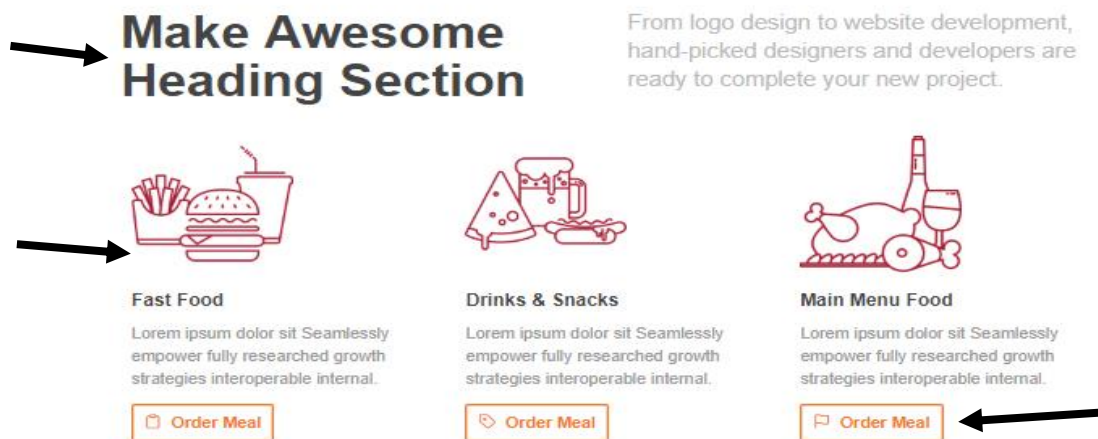 Make Awesome
Heading Section
From logo design to website development,
hand-picked designers and developers are
ready to complete your new project.
Fast Food
Lorem ipsum dolor sit Seamlessly
empower fully researched growth
strategies interoperable internal.
Order Meal
Drinks & Snacks
Lorem ipsum dolor sit Seamlessly
empower fully researched growth
strategies interoperable internal.
Order Meal
Main Menu Food
Lorem ipsum dolor sit Seamlessly
empower fully researched growth
strategies interoperable internal.
Order Meal